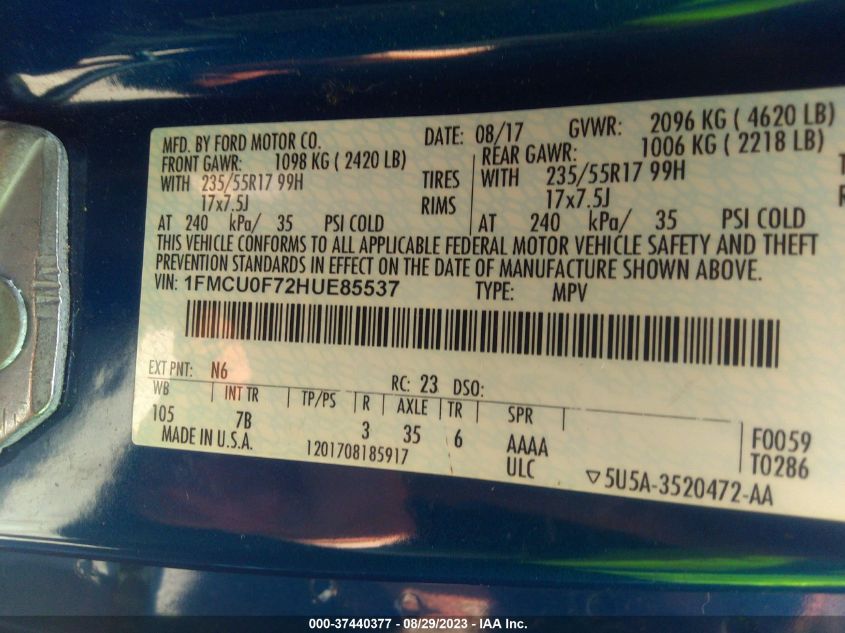 MFD. BY FORD MOTOR CO. DATE: 08/17 GVWR: 2096 KG ( 4620 LB)
FRONT GAWR: 1098 KG ( 2420 LB) REAR GAWR: 1006 KG ( 2218 LB)
WITH 235/55R17 99H TIRES WITH 235/55R17 99H
17x7.5J RIMS 17x7.5J
AT 240 kPa/ 35 PSI COLD AT 240 kPa/ 35 PSI COLD
THIS VEHICLE CONFORMS TO ALL APPLICABLE FEDERAL MOTOR VEHICLE SAFETY AND THEFT
PREVENTION STANDARDS IN EFFECT ON THE DATE OF MANUFACTURE SHOWN ABOVE.
VIN: 1FMCU0F72HUE85537 TYPE: MPV
EXT PNT: N6 RC: 23 DSO:
WB INT TR TP/PS R AXLE TR SPR
105 7B 3 35 6 AAAA F0059
MADE IN U.S.A. 1201708185917 ULC T0286
▽5U5A-3520472-AA
000-37440377 - 08/29/2023 - IAA Inc.